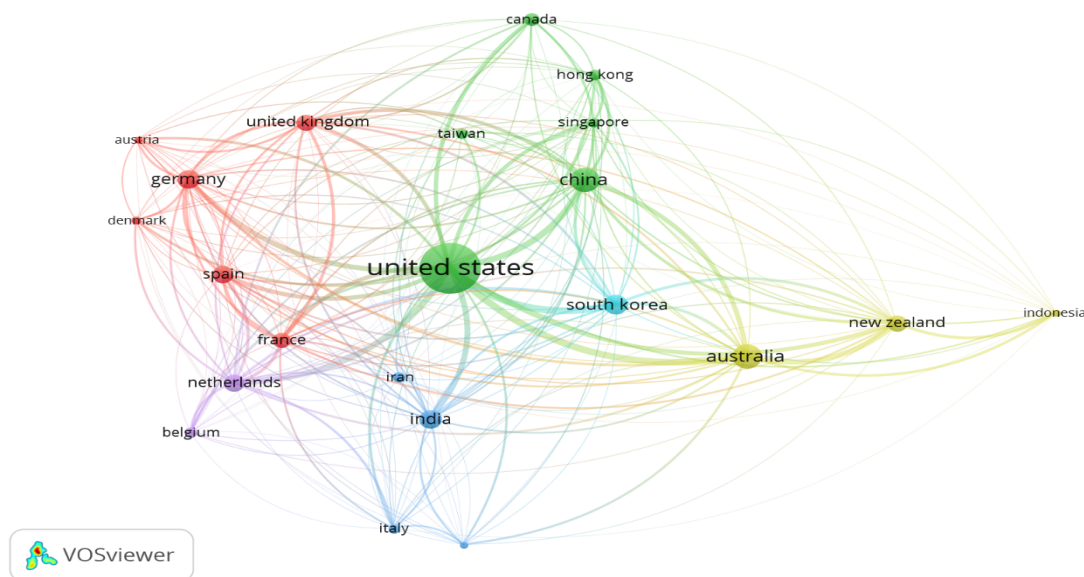 canada
hong kong
united kingdom
singapore
taiwan
austria
germany
china
denmark
united states
spain
south korea
indonesia
new zealand
france
australia
iran
netherlands
india
belgium
italy
VOSviewer